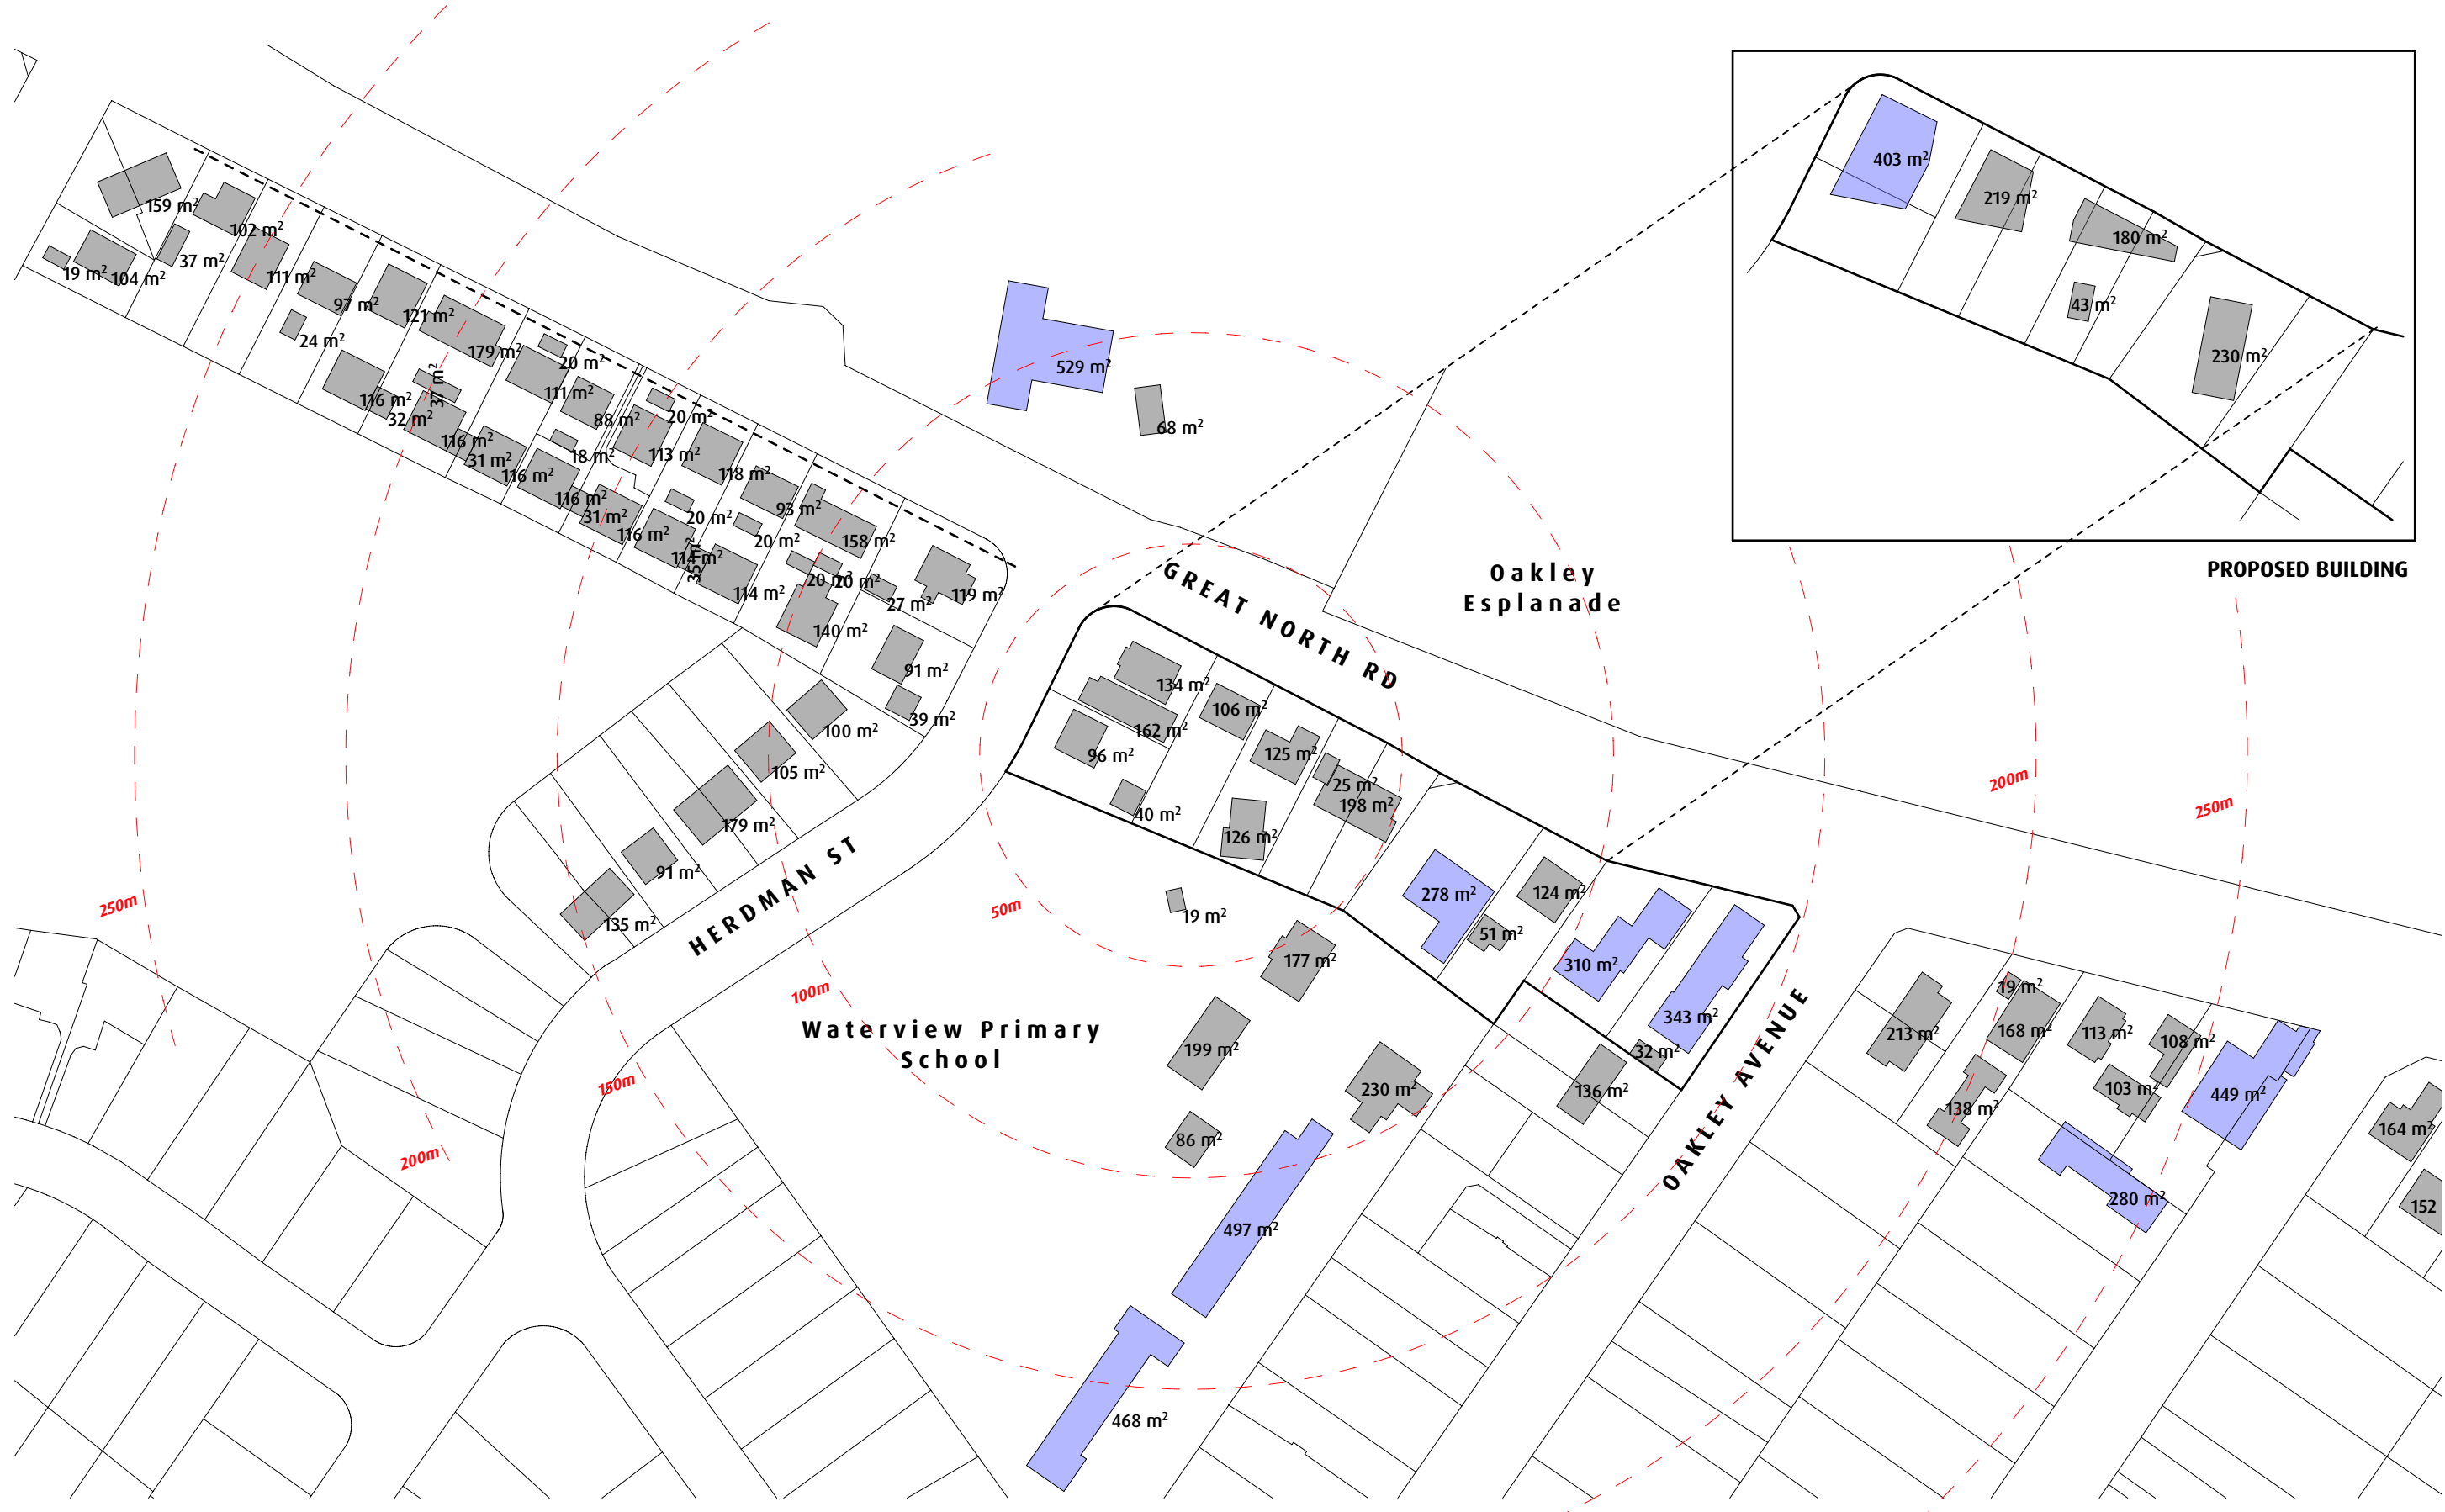 403 m²
219 m²
180 m²
43 m²
230 m²
PROPOSED BUILDING
159 m²
102 m²
37 m²
19 m²
104 m²
111 m²
97 m²
24 m²
121 m²
179 m²
116 m²
32 m²
37 m²
20 m²
111 m²
88 m²
116 m²
31 m²
116 m²
18 m²
20 m²
113 m²
116 m²
31 m²
116 m²
118 m²
20 m²
93 m²
20 m²
158 m²
114 m²
35 m²
114 m²
20 m²
20 m²
27 m²
119 m²
140 m²
91 m²
39 m²
100 m²
105 m²
179 m²
91 m²
135 m²
529 m²
68 m²
Oakley
Esplanade
GREAT NORTH RD
134 m²
162 m²
96 m²
40 m²
106 m²
125 m²
126 m²
25 m²
198 m²
278 m²
124 m²
51 m²
310 m²
343 m²
32 m²
136 m²
HERDMAN ST
19 m²
177 m²
199 m²
230 m²
86 m²
497 m²
468 m²
Waterview Primary
School
OAKLEY AVENUE
213 m²
19 m²
168 m²
138 m²
113 m²
108 m²
103 m²
280 m²
449 m²
164 m²
152
50m
100m
150m
200m
250m
200m
250m